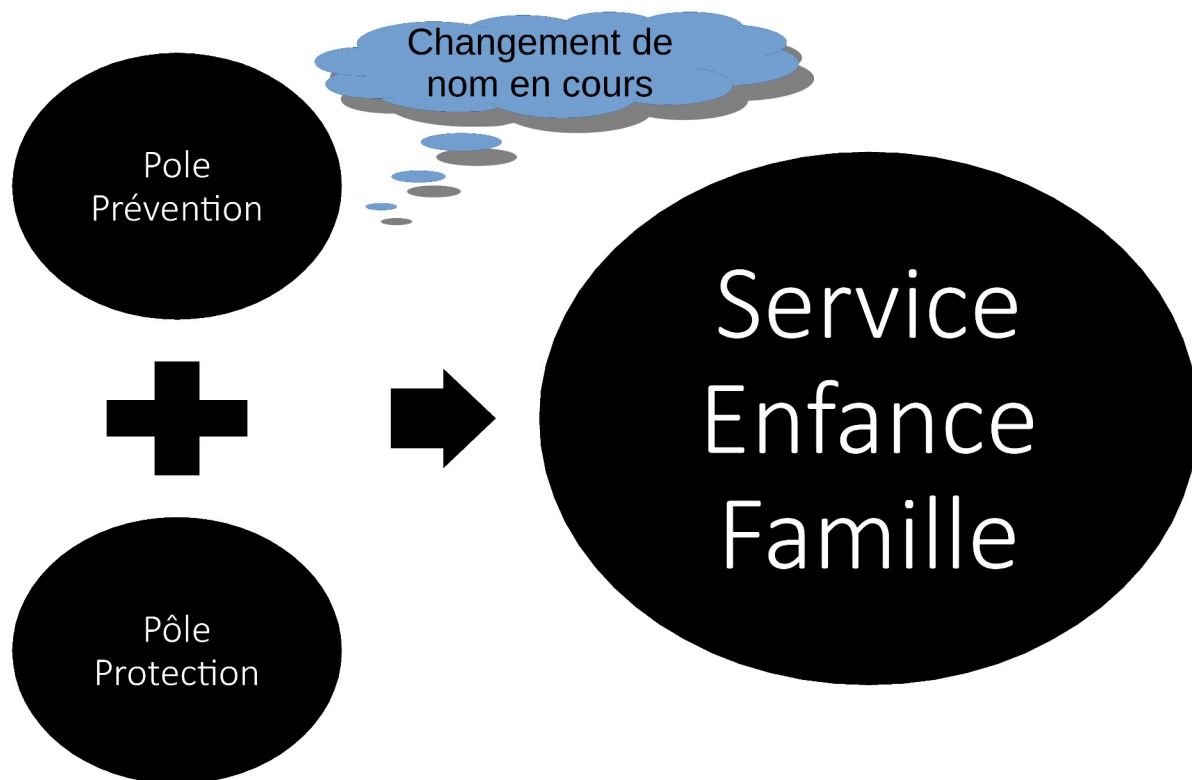 Changement de
nom en cours
Pole
Prévention
Pôle
Protection
Service
Enfance
Famille